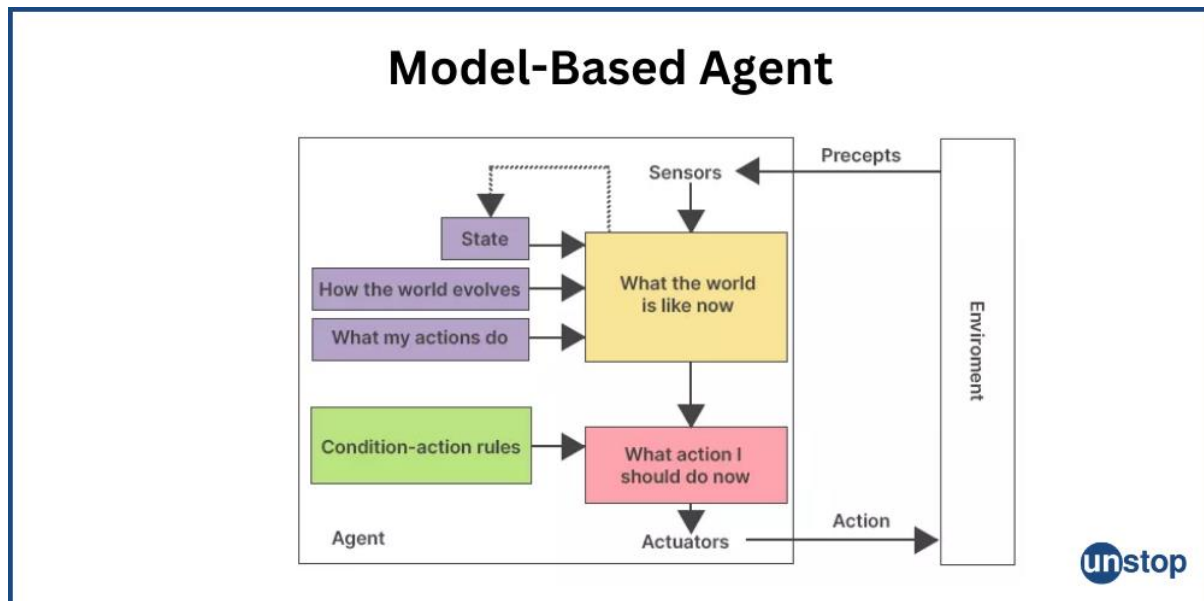 Model-Based Agent
Precepts
Sensors
State
How the world evolves
What my actions do
What the world
is like now
Condition-action rules
What action I
should do now
Agent
Actuators
Action
Enviroment
unstop